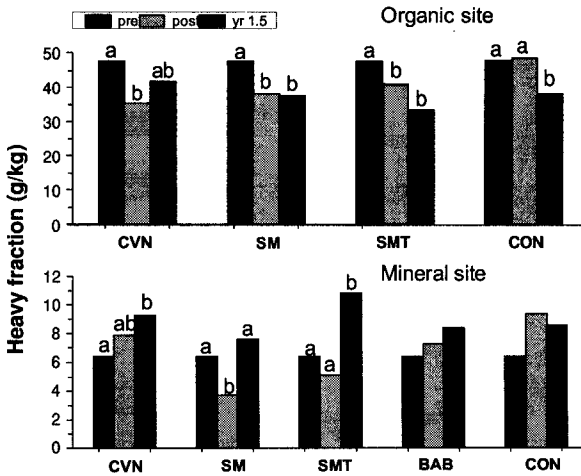 pre post yr 1.5
Organic site
Heavy fraction (g/kg)
50
40
30
20
10
0
a b ab
a b b
a b b
a a b
CVN SM SMT CON
Mineral site
12
10
8
6
4
2
0
a ab b
a b a
a a b
CVN SM SMT BAB CON